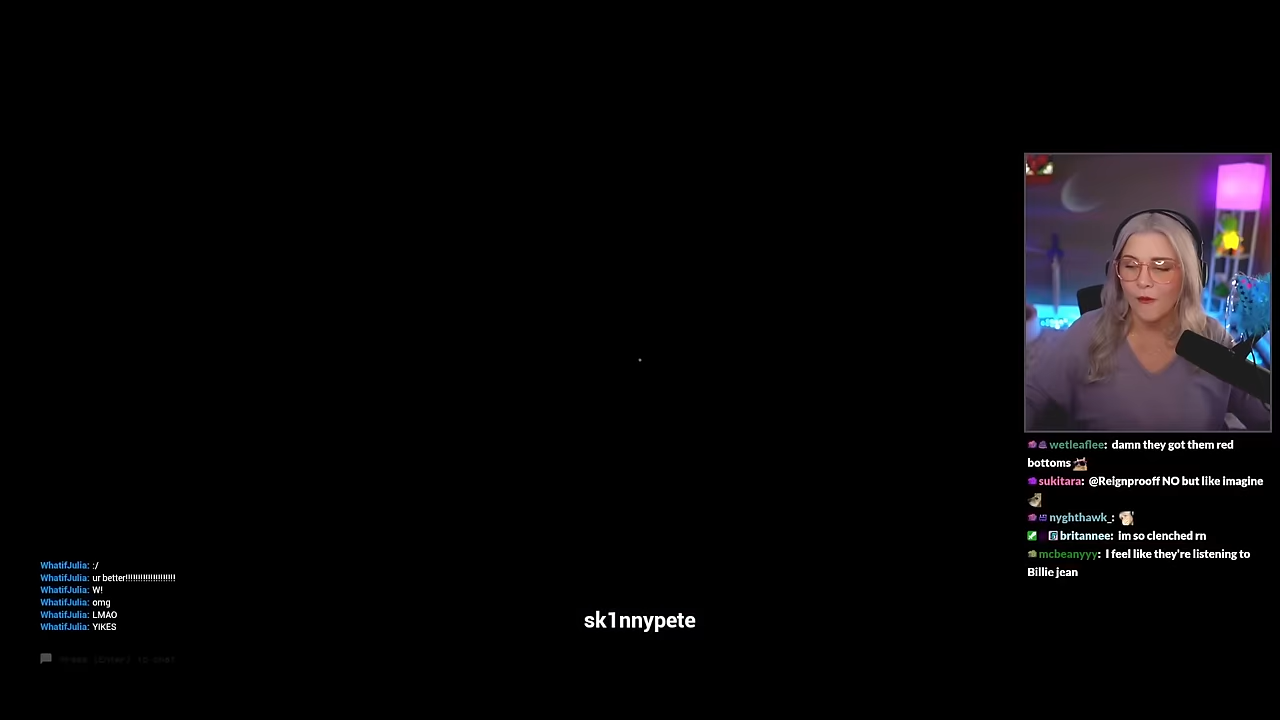 wetleaflee: damn they got them red
bottoms
sukitara: @Reignprooff NO but like imagine
nyghthawk_:
britannee: im so clenched rn
mcbeanyyy: I feel like they're listening to
Billie jean
WhatifJulia: :/
WhatifJulia: ur better!!!!!!!!!!!!!!!!!!!!!
WhatifJulia: W!
WhatifJulia: omg
WhatifJulia: LMAO
WhatifJulia: YIKES
sk1nnypete